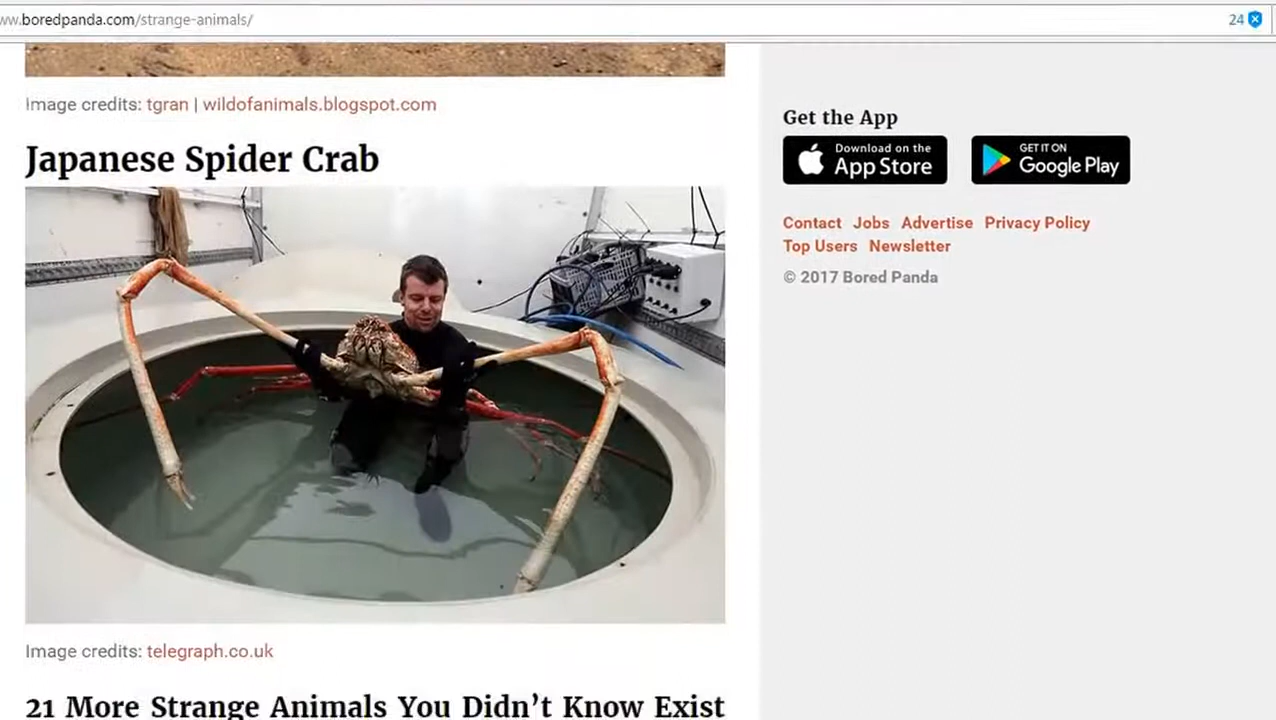 ww.boredpanda.com/strange-animals/
24
Image credits: tgran | wildofanimals.blogspot.com
Japanese Spider Crab
Image credits: telegraph.co.uk
21 More Strange Animals You Didn't Know Exist
Get the App
Download on the App Store
GET IT ON Google Play
Contact Jobs Advertise Privacy Policy
Top Users Newsletter
© 2017 Bored Panda